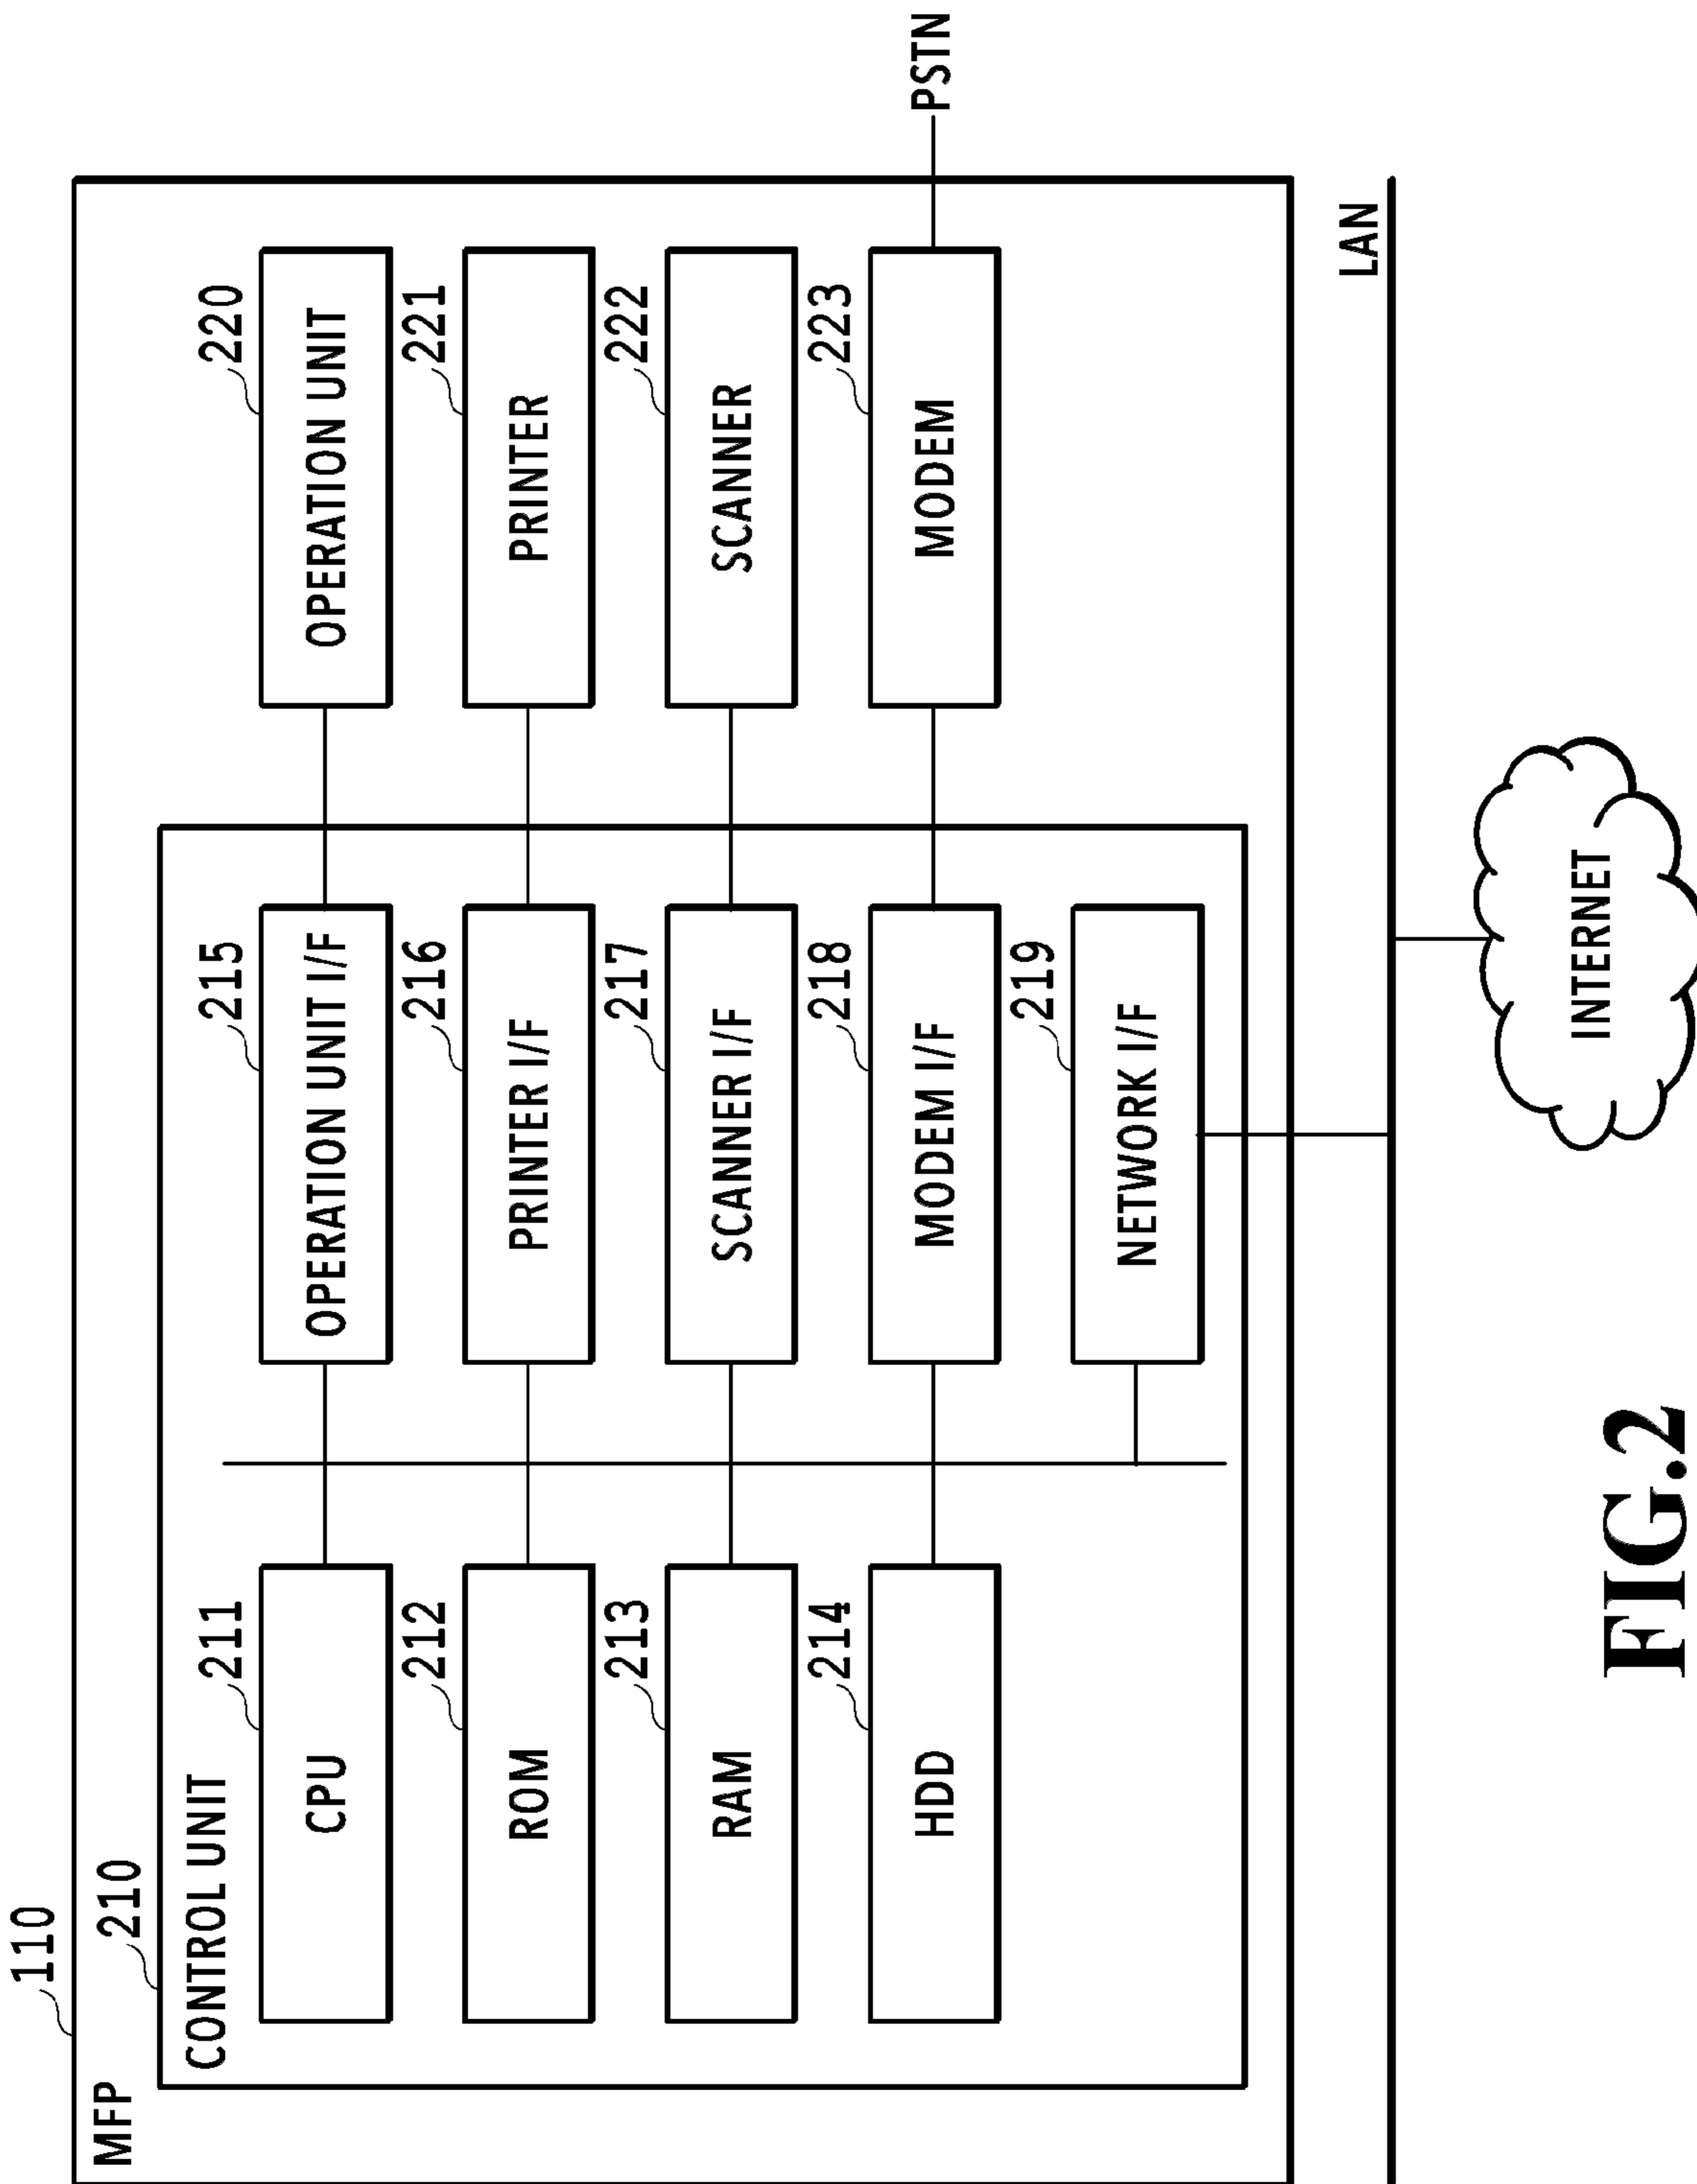 110
MFP
210
CONTROL UNIT
211
CPU
212
ROM
213
RAM
214
HDD
215
OPERATION UNIT I/F
216
PRINTER I/F
217
SCANNER I/F
218
MODEM I/F
219
NETWORK I/F
220
OPERATION UNIT
221
PRINTER
222
SCANNER
223
MODEM
PSTN
LAN
INTERNET
FIG.2